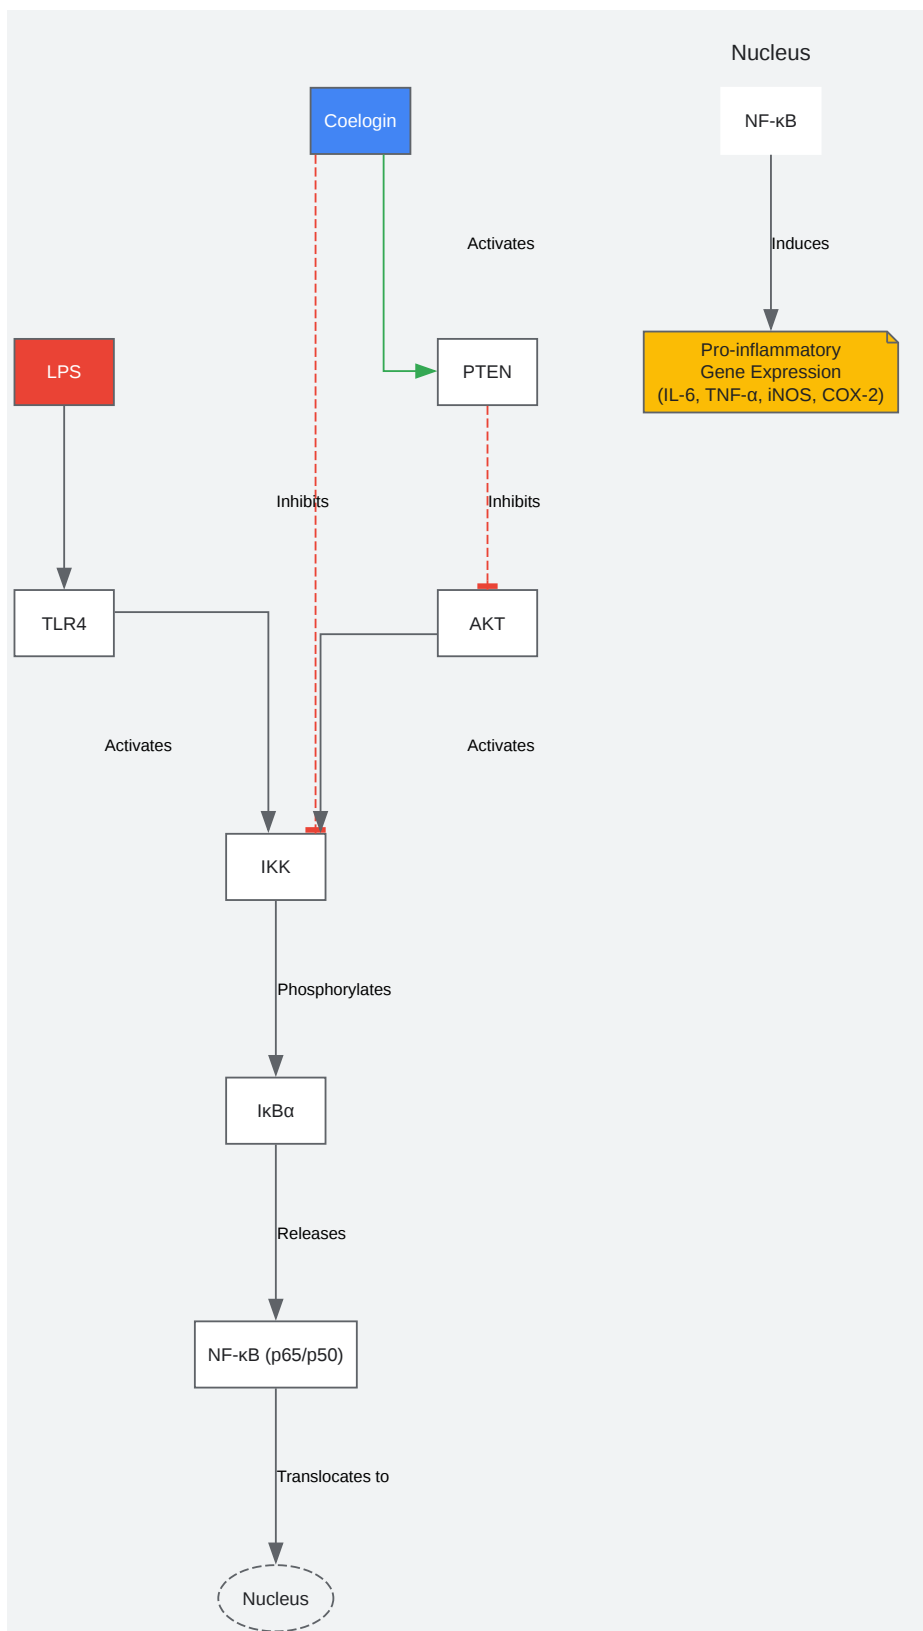 Nucleus
Coelogin
NF-κB
Activates
Induces
LPS
PTEN
Pro-inflammatory
Gene Expression
(IL-6, TNF-α, iNOS, COX-2)
Inhibits
Inhibits
TLR4
AKT
Activates
Activates
IKK
Phosphorylates
IκBα
Releases
NF-κB (p65/p50)
Translocates to
Nucleus